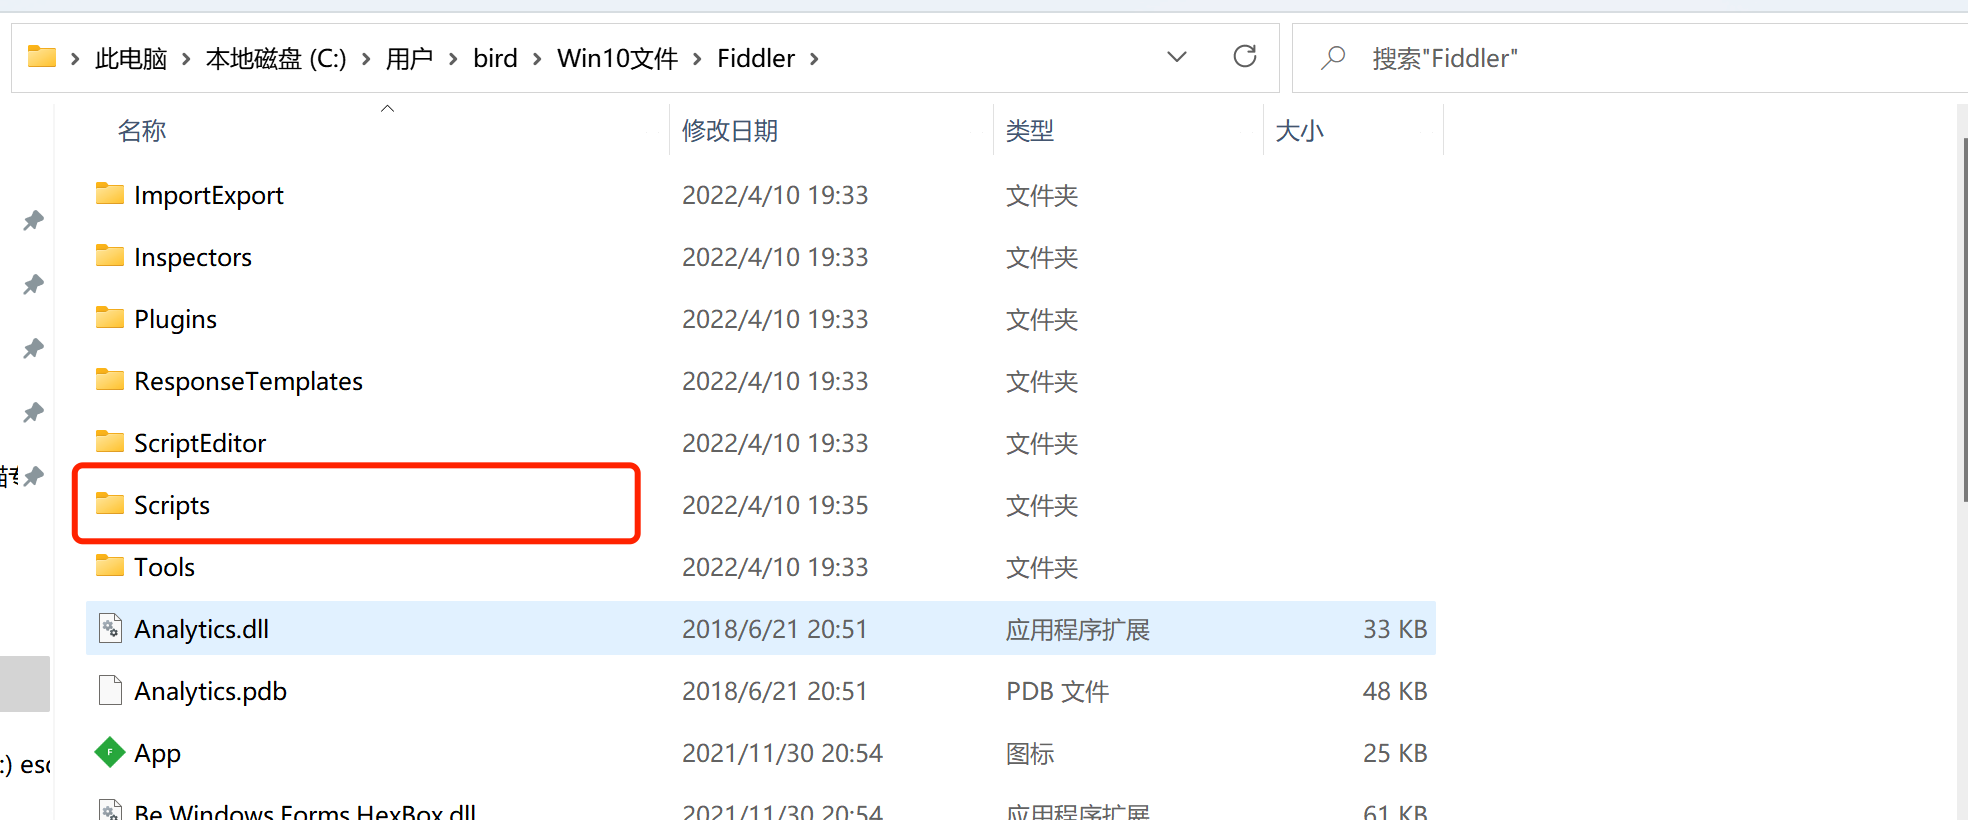 此电脑 › 本地磁盘 (C:) › 用户 › bird › Win10文件 › Fiddler ›
搜索"Fiddler"
名称 修改日期 类型 大小
ImportExport 2022/4/10 19:33 文件夹
Inspectors 2022/4/10 19:33 文件夹
Plugins 2022/4/10 19:33 文件夹
ResponseTemplates 2022/4/10 19:33 文件夹
ScriptEditor 2022/4/10 19:33 文件夹
Scripts 2022/4/10 19:35 文件夹
Tools 2022/4/10 19:33 文件夹
Analytics.dll 2018/6/21 20:51 应用程序扩展 33 KB
Analytics.pdb 2018/6/21 20:51 PDB 文件 48 KB
App 2021/11/30 20:54 图标 25 KB
:) esc
Be.Windows.Forms.HexBox.dll 2021/11/30 20:54 应用程序扩展 61 KB